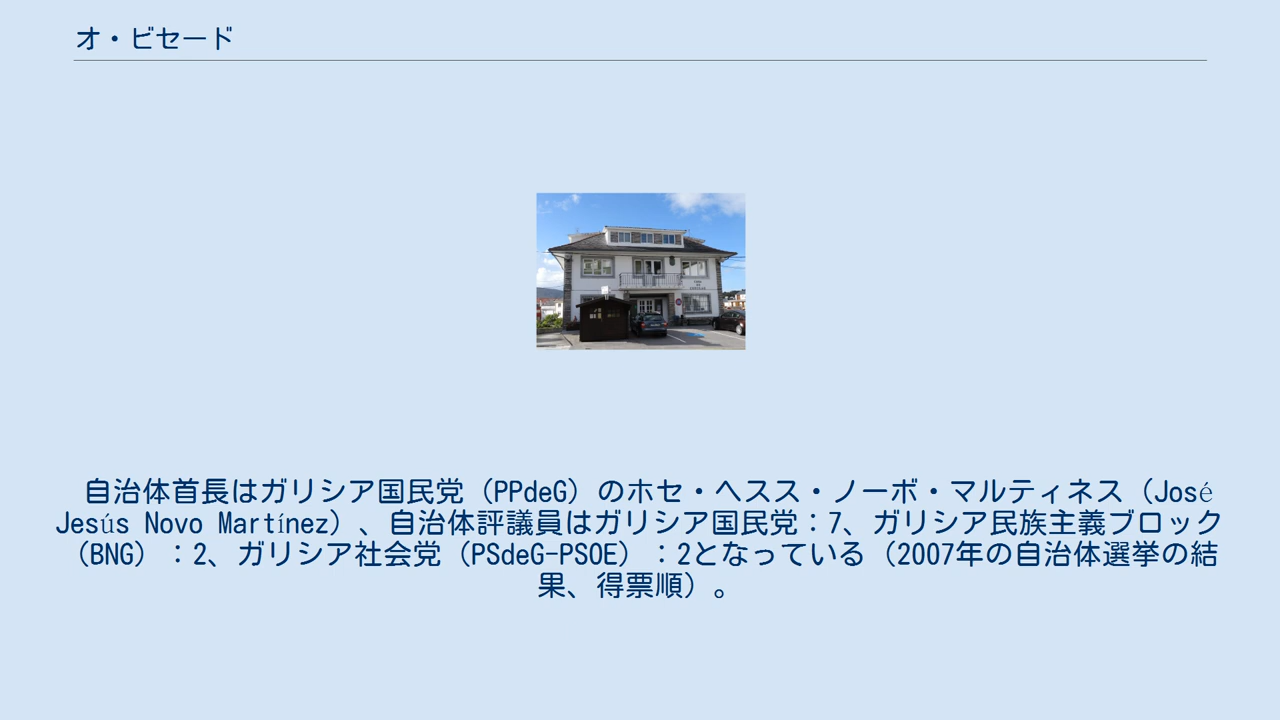 オ・ビセード
自治体首長はガリシア国民党（PPdeG）のホセ・ヘスス・ノーボ・マルティネス（José
Jesús Novo Martínez）、自治体評議員はガリシア国民党：7、ガリシア民族主義ブロック
（BNG）：2、ガリシア社会党（PSdeG-PSOE）：2となっている（2007年の自治体選挙の結
果、得票順）。